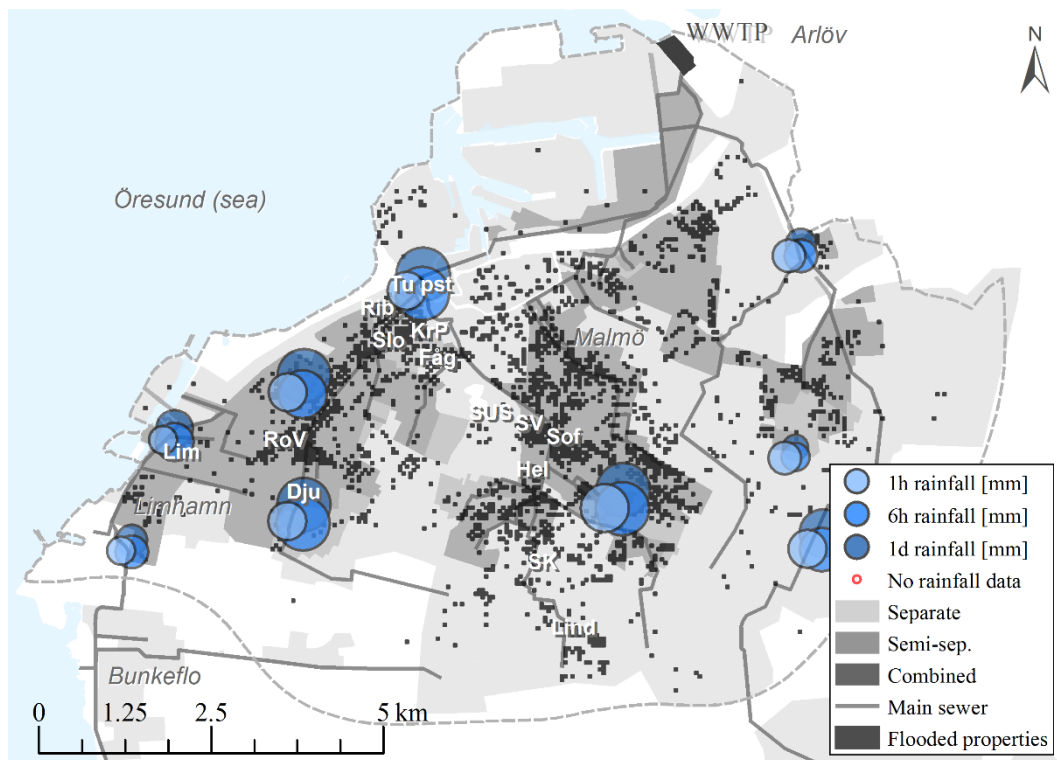 WWTP
Arlöv
N
Öresund (sea)
Tu pst
Rib
KrP
Slo
Fåg
Malmö
SUS
SV
Sof
RoV
Lim
Hel
Dju
Limhamn
SK
Lind
Bunkeflo
0 1.25 2.5 5 km
1h rainfall [mm]
6h rainfall [mm]
1d rainfall [mm]
No rainfall data
Separate
Semi-sep.
Combined
Main sewer
Flooded properties